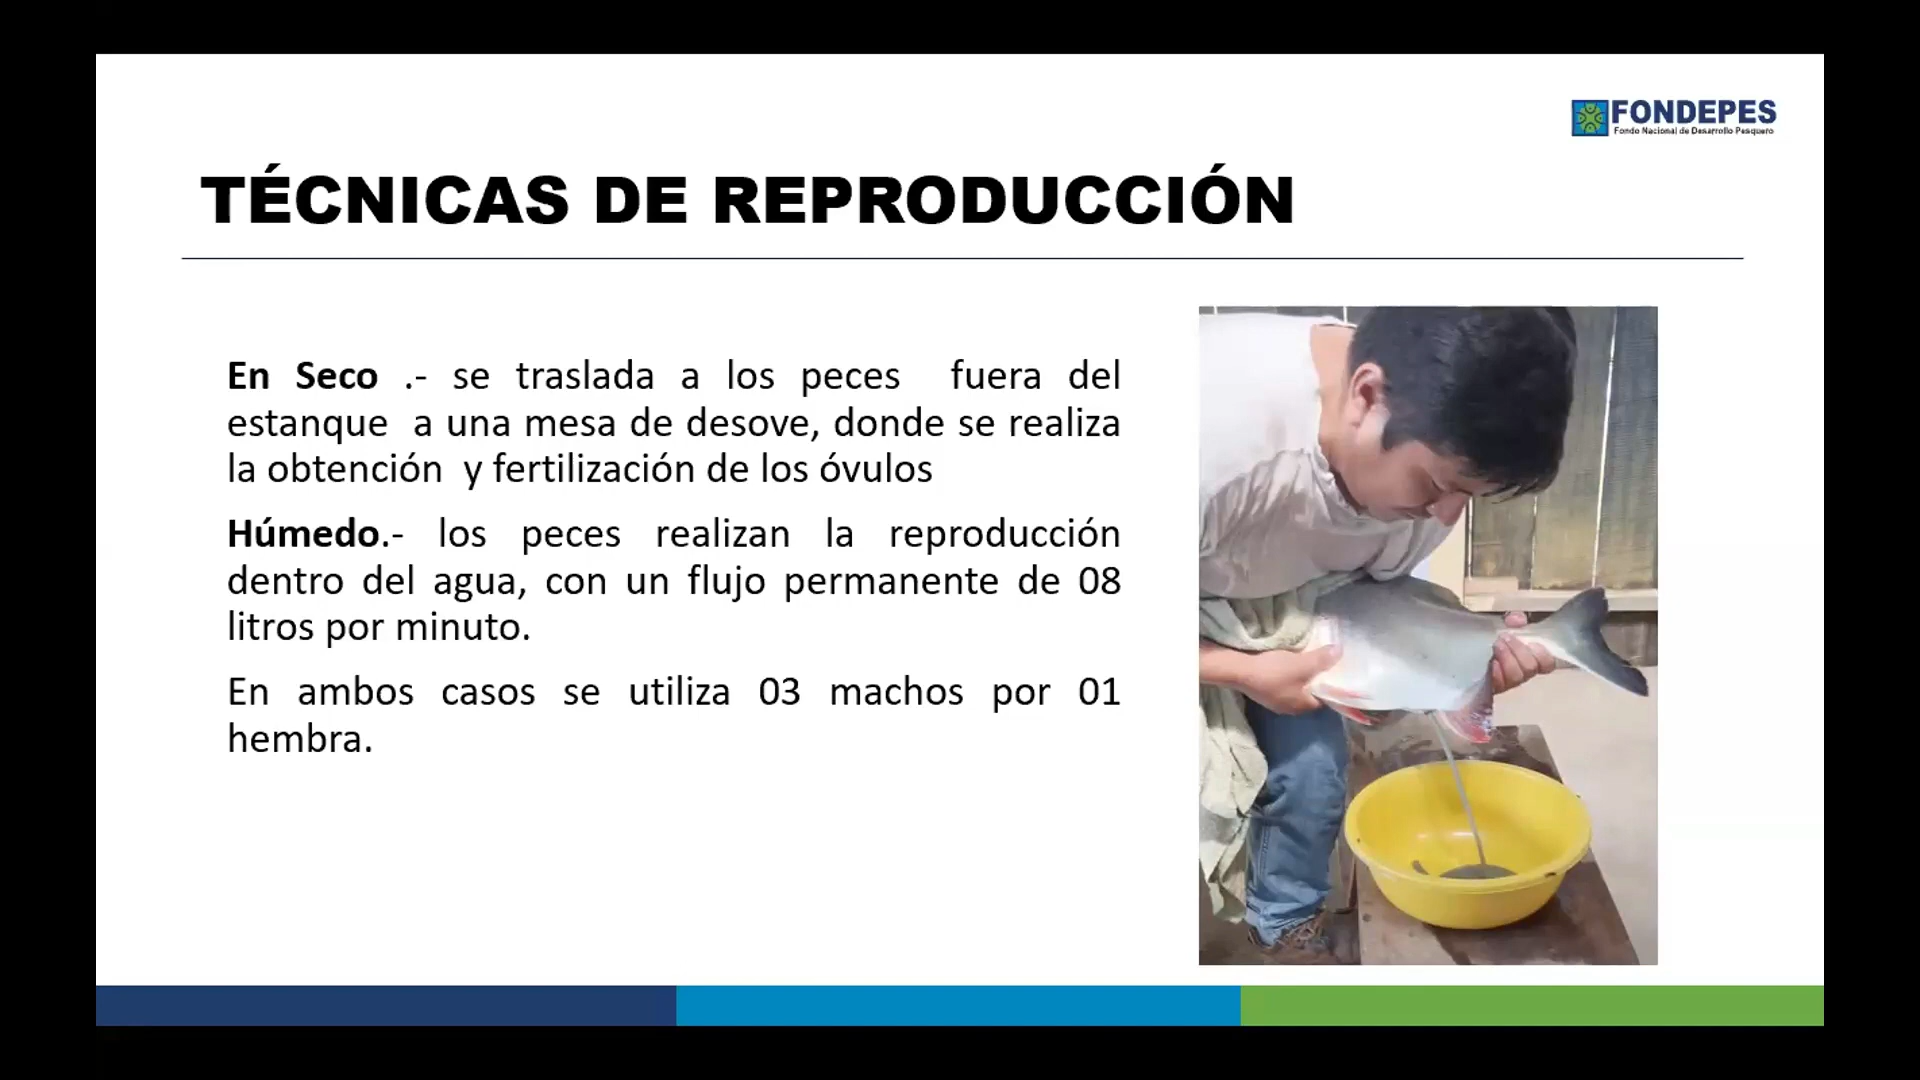 FONDEPES
Fondo Nacional de Desarrollo Pesquero
TÉCNICAS DE REPRODUCCIÓN
En Seco .- se traslada a los peces fuera del
estanque a una mesa de desove, donde se realiza
la obtención y fertilización de los óvulos
Húmedo.- los peces realizan la reproducción
dentro del agua, con un flujo permanente de 08
litros por minuto.
En ambos casos se utiliza 03 machos por 01
hembra.